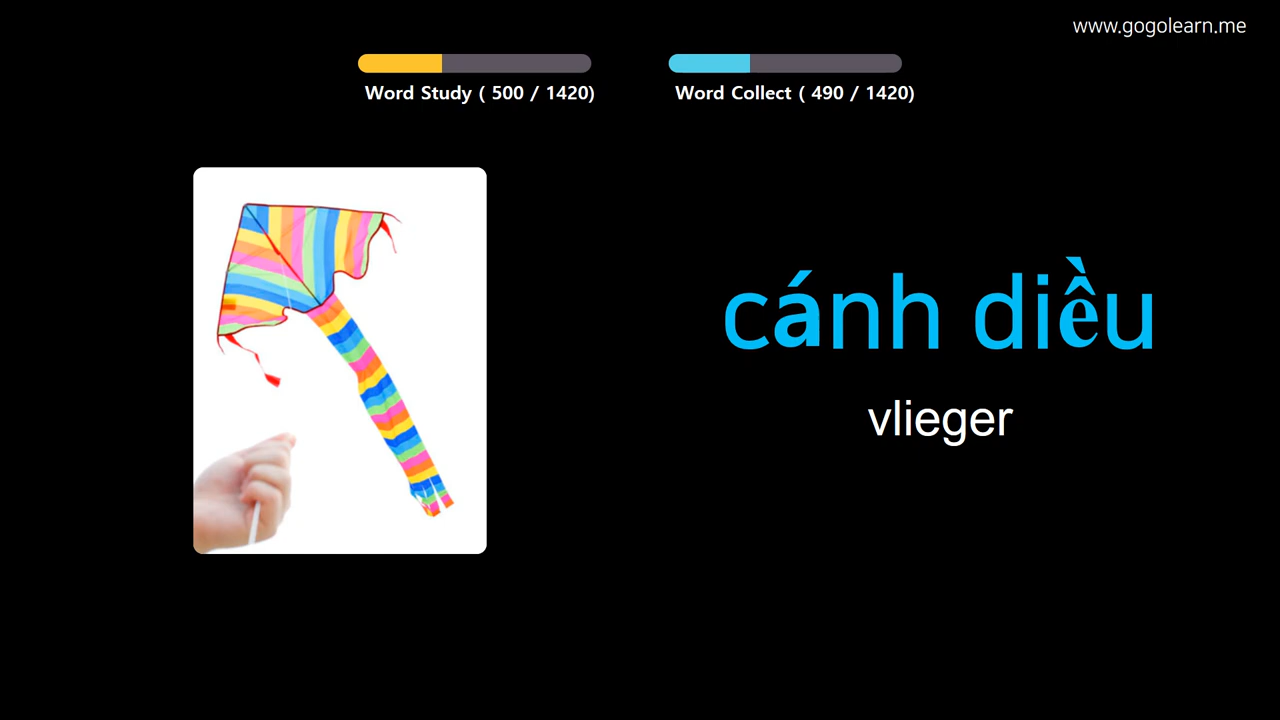 www.gogolearn.me
Word Study ( 500 / 1420)
Word Collect ( 490 / 1420)
cánh diều
vlieger